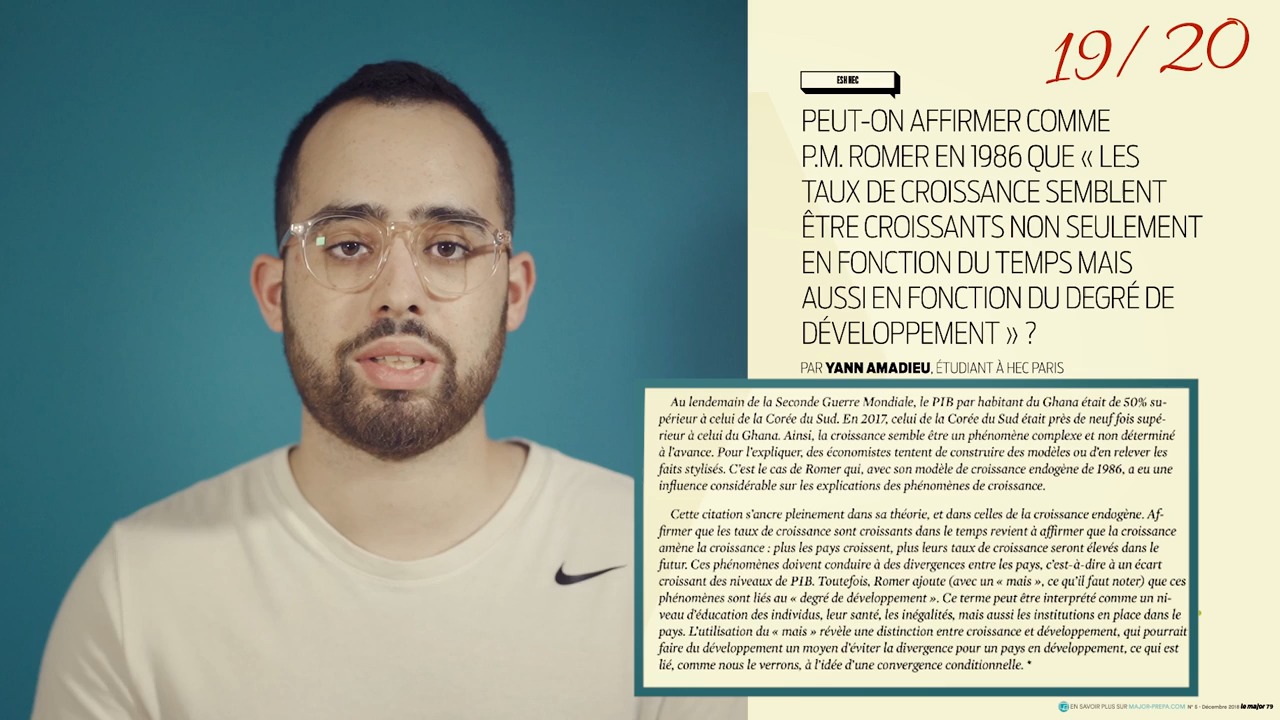 19/20
ESH HEC
PEUT-ON AFFIRMER COMME
P.M. ROMER EN 1986 QUE « LES
TAUX DE CROISSANCE SEMBLENT
ÊTRE CROISSANTS NON SEULEMENT
EN FONCTION DU TEMPS MAIS
AUSSI EN FONCTION DU DEGRÉ DE
DÉVELOPPEMENT » ?
PAR YANN AMADIEU, ÉTUDIANT À HEC PARIS
Au lendemain de la Seconde Guerre Mondiale, le PIB par habitant du Ghana était de 50% su-
périeur à celui de la Corée du Sud. En 2017, celui de la Corée du Sud était près de neuf fois supé-
rieur à celui du Ghana. Ainsi, la croissance semble être un phénomène complexe et non déterminé
à l'avance. Pour l'expliquer, des économistes tentent de construire des modèles ou d'en relever les
faits stylisés. C'est le cas de Romer qui, avec son modèle de croissance endogène de 1986, a eu une
influence considérable sur les explications des phénomènes de croissance.
Cette citation s'ancre pleinement dans sa théorie, et dans celles de la croissance endogène. Af-
firmer que les taux de croissance sont croissants dans le temps revient à affirmer que la croissance
amène la croissance : plus les pays croissent, plus leurs taux de croissance seront élevés dans le
futur. Ces phénomènes doivent conduire à des divergences entre les pays, c'est-à-dire à un écart
croissant des niveaux de PIB. Toutefois, Romer ajoute (avec un « mais », ce qu'il faut noter) que ces
phénomènes sont liés au « degré de développement ». Ce terme peut être interprété comme un ni-
veau d'éducation des individus, leur santé, les inégalités, mais aussi les institutions en place dans le
pays. L'utilisation du « mais » révèle une distinction entre croissance et développement, qui pourrait
faire du développement un moyen d'éviter la divergence pour un pays en développement, ce qui est
lié, comme nous le verrons, à l'idée d'une convergence conditionnelle. *
EN SAVOIR PLUS SUR MAJOR-PREPA.COM N° 5 - Décembre 2018 le major 79